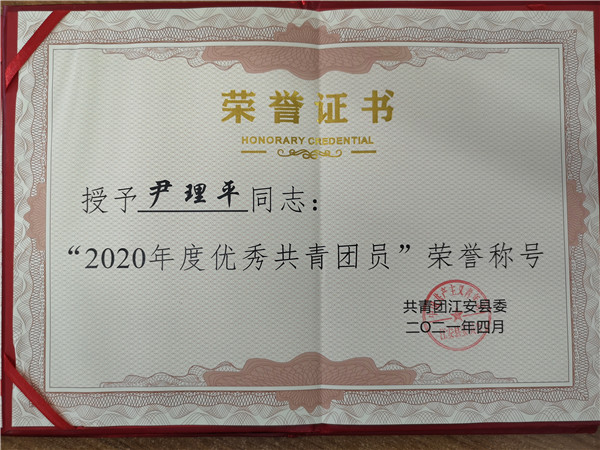 荣誉证书
HONORARY CREDENTIAL
授予尹理平同志：
“2020年度优秀共青团员”荣誉称号
共青团江安县委
二〇二一年四月